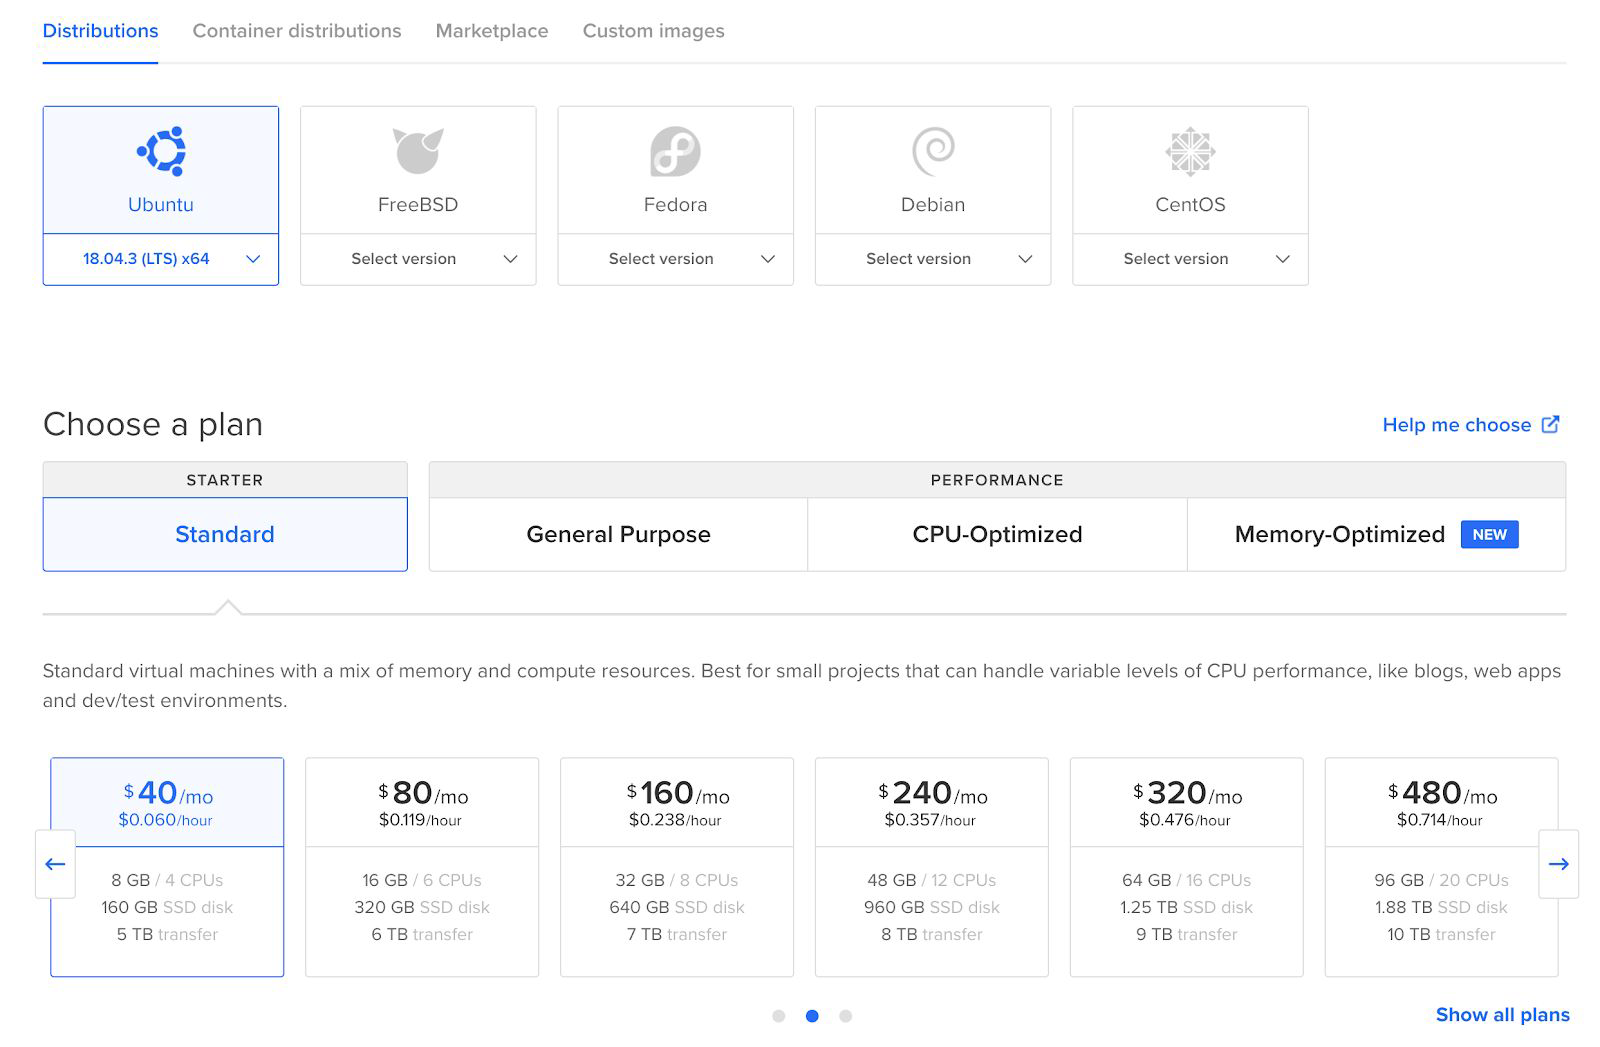 Distributions Container distributions Marketplace Custom images
Ubuntu FreeBSD Fedora Debian CentOS
18.04.3 (LTS) x64 Select version Select version Select version Select version
Choose a plan Help me choose
STARTER PERFORMANCE
Standard General Purpose CPU-Optimized Memory-Optimized NEW
Standard virtual machines with a mix of memory and compute resources. Best for small projects that can handle variable levels of CPU performance, like blogs, web apps
and dev/test environments.
$40/mo $80/mo $160/mo $240/mo $320/mo $480/mo
$0.060/hour $0.119/hour $0.238/hour $0.357/hour $0.476/hour $0.714/hour
8 GB / 4 CPUs 16 GB / 6 CPUs 32 GB / 8 CPUs 48 GB / 12 CPUs 64 GB / 16 CPUs 96 GB / 20 CPUs
160 GB SSD disk 320 GB SSD disk 640 GB SSD disk 960 GB SSD disk 1.25 TB SSD disk 1.88 TB SSD disk
5 TB transfer 6 TB transfer 7 TB transfer 8 TB transfer 9 TB transfer 10 TB transfer
Show all plans